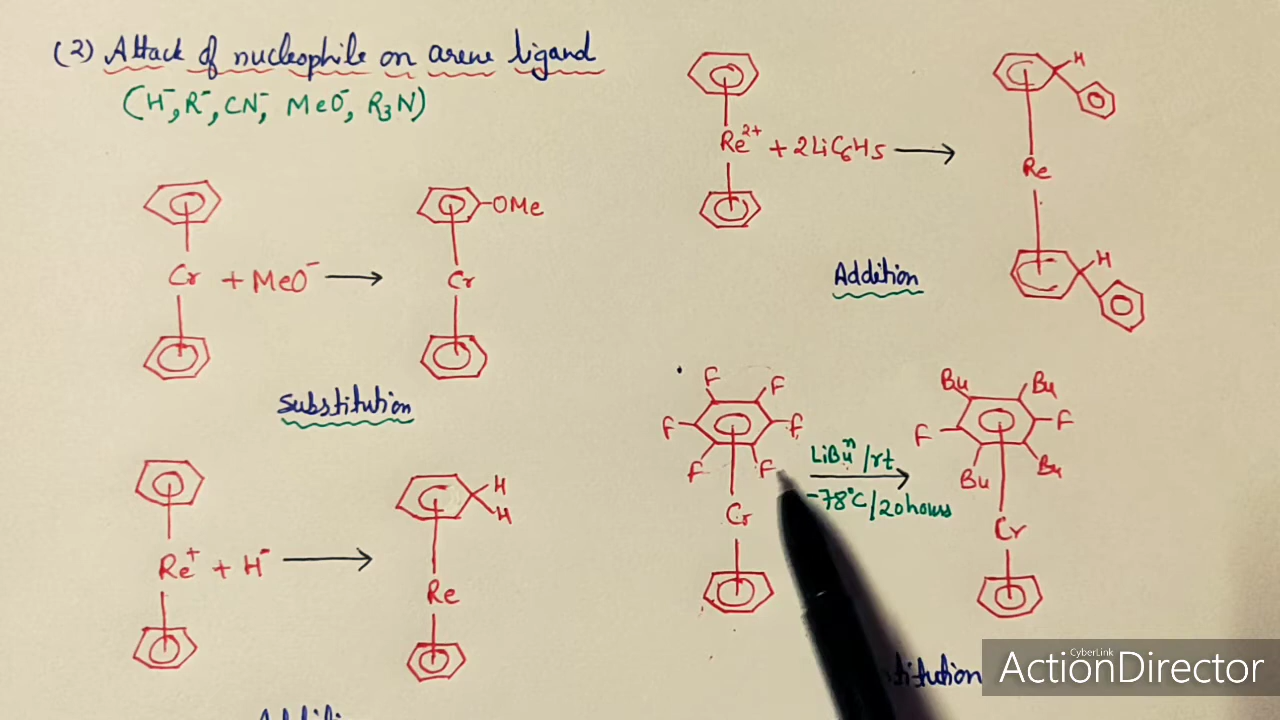 (2) Attack of nucleophile on arene ligand
(H⁻, R⁻, CN⁻, MeO⁻, R₃N)
Cr + MeO⁻ →
OMe
Cr
Substitution
Re⁺ + H⁻ →
H
H
Re
Re²⁺ + 2LiC₆H₅ →
H
Re
H
Addition
F F
F F
F F
Cr
LiBuⁿ/rt
-78°C/20hours
Bu Bu
F F
Bu Bu
Cr
CyberLink
ActionDirector